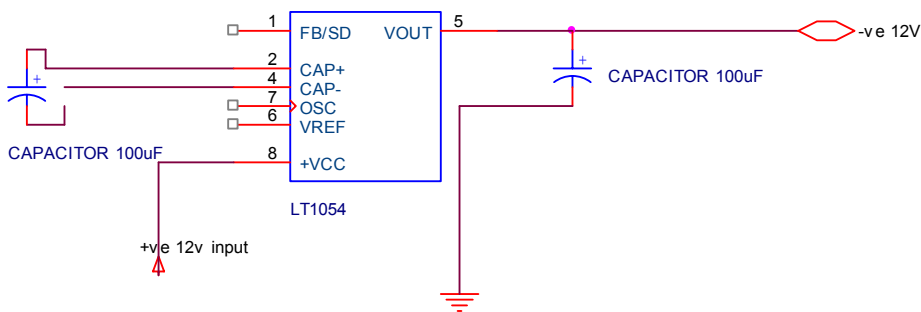 1
FB/SD
VOUT
5
-ve 12V
2
CAP+
4
CAP-
7
OSC
6
VREF
8
+VCC
+
CAPACITOR 100uF
+
CAPACITOR 100uF
LT1054
+ve 12v input